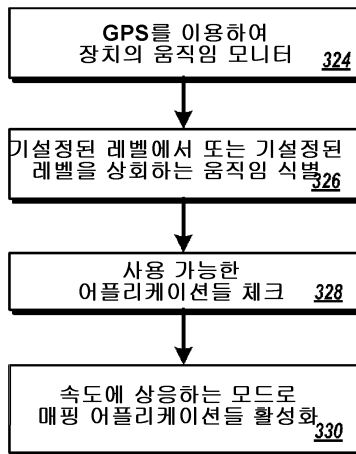 GPS를 이용하여
장치의 움직임 모니터 324
기설정된 레벨에서 또는 기설정된
레벨을 상회하는 움직임 식별 326
사용 가능한
어플리케이션들 체크 328
속도에 상응하는 모드로
매핑 어플리케이션들 활성화 330